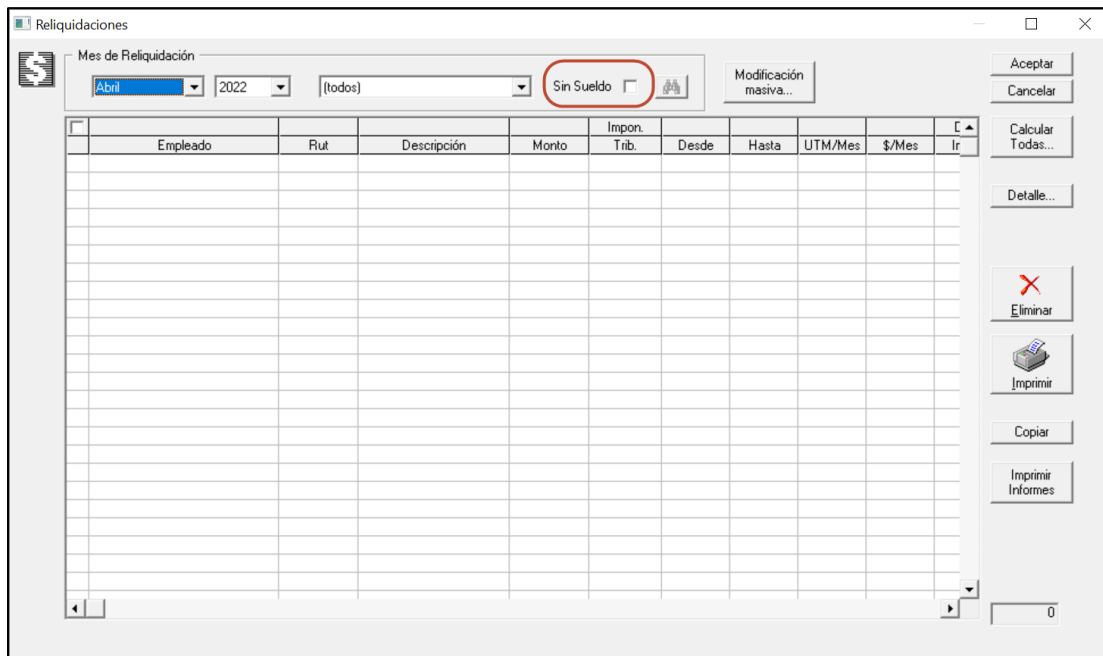 Reliquidaciones
Mes de Reliquidación
Abril 2022 (todos) Sin Sueldo
Modificación
masiva...
Aceptar
Cancelar
Calcular
Todas...
Detalle...
Eliminar
Imprimir
Copiar
Imprimir
Informes
Impon.
Empleado Rut Descripción Monto Trib. Desde Hasta UTM/Mes $/Mes
0